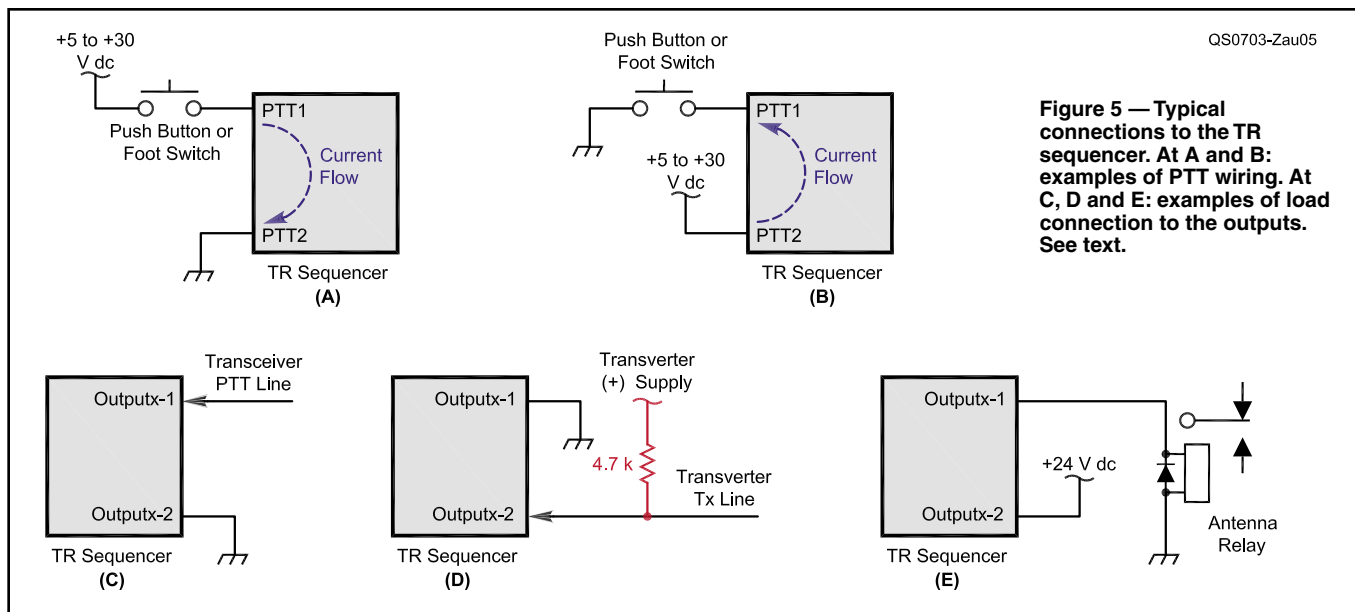 QS0703-Zau05
+5 to +30
V dc
Push Button or
Foot Switch
PTT1
Current
Flow
PTT2
TR Sequencer
(A)
Push Button or
Foot Switch
PTT1
+5 to +30
V dc
Current
Flow
PTT2
TR Sequencer
(B)
Figure 5 — Typical
connections to the TR
sequencer. At A and B:
examples of PTT wiring. At
C, D and E: examples of load
connection to the outputs.
See text.
Transceiver
PTT Line
Outputx-1
Outputx-2
TR Sequencer
(C)
Transverter
(+) Supply
Outputx-1
4.7 k
Transverter
Tx Line
Outputx-2
TR Sequencer
(D)
Outputx-1
+24 V dc
Outputx-2
Antenna
Relay
TR Sequencer
(E)